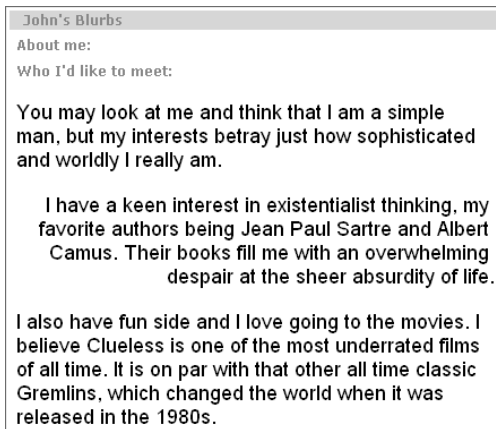 John's Blurbs
About me:
Who I'd like to meet:
You may look at me and think that I am a simple
man, but my interests betray just how sophisticated
and worldly I really am.
I have a keen interest in existentialist thinking, my
favorite authors being Jean Paul Sartre and Albert
Camus. Their books fill me with an overwhelming
despair at the sheer absurdity of life.
I also have fun side and I love going to the movies. I
believe Clueless is one of the most underrated films
of all time. It is on par with that other all time classic
Gremlins, which changed the world when it was
released in the 1980s.